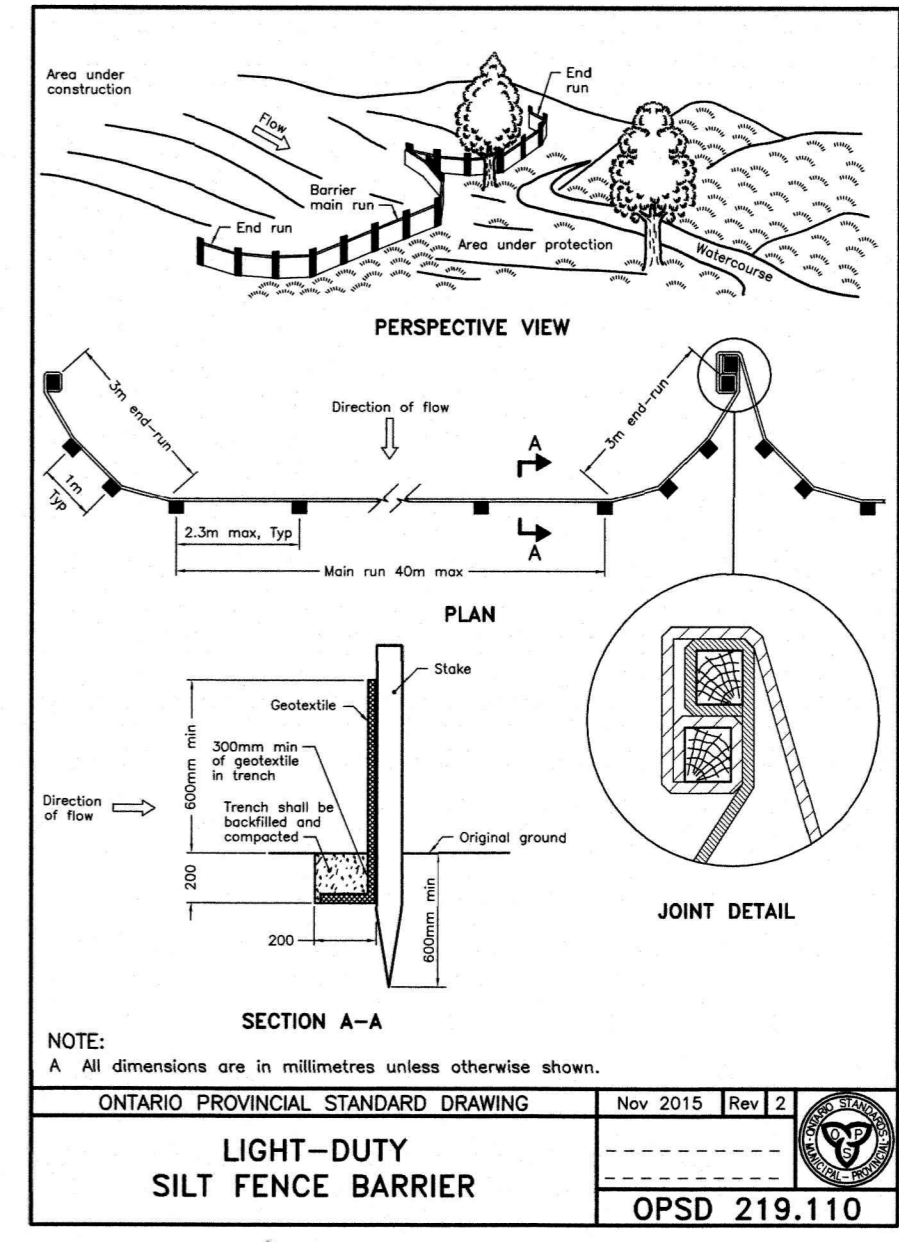 Area under
construction
End
run
Flow
Barrier
main run
End run
Area under protection
Watercourse
PERSPECTIVE VIEW
3m end-run
Direction of flow
3m end-run
A
1m
Typ
2.3m max, Typ
A
Main run 40m max
PLAN
Stake
Geotextile
600mm min
300mm min
of geotextile
in trench
Direction
of flow
Trench shall be
backfilled and
compacted
Original ground
200
200
600mm min
JOINT DETAIL
SECTION A-A
NOTE:
A All dimensions are in millimetres unless otherwise shown.
ONTARIO PROVINCIAL STANDARD DRAWING
Nov 2015
Rev
2
LIGHT-DUTY
SILT FENCE BARRIER
ONTARIO STANDARDS
MUNICIPAL-PROVINCIAL
O P
S
OPSD 219.110